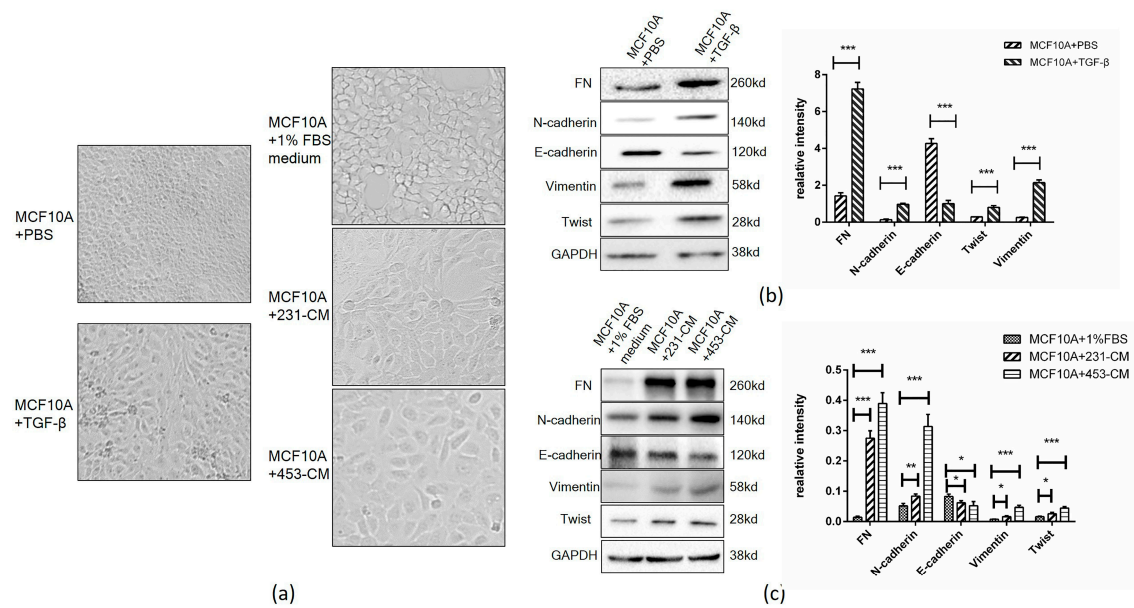 MCF10A
+PBS
MCF10A
+TGF-β
MCF10A
+1% FBS
medium
MCF10A
+231-CM
MCF10A
+453-CM
(a)
MCF10A
+PBS
MCF10A
+TGF-β
FN
260kd
N-cadherin
140kd
E-cadherin
120kd
Vimentin
58kd
Twist
28kd
GAPDH
38kd
MCF10A+PBS
MCF10A+TGF-β
realative intensity
8
6
4
2
0
***
***
***
***
***
FN
N-cadherin
E-cadherin
Twist
Vimentin
(b)
MCF10A
+1% FBS
medium
MCF10A
+231-CM
MCF10A
+453-CM
FN
260kd
N-cadherin
140kd
E-cadherin
120kd
Vimentin
58kd
Twist
28kd
GAPDH
38kd
MCF10A+1%FBS
MCF10A+231-CM
MCF10A+453-CM
realative intensity
0.5
0.4
0.3
0.2
0.1
0.0
***
***
***
**
*
*
***
*
***
*
FN
N-cadherin
E-cadherin
Vimentin
Twist
(c)